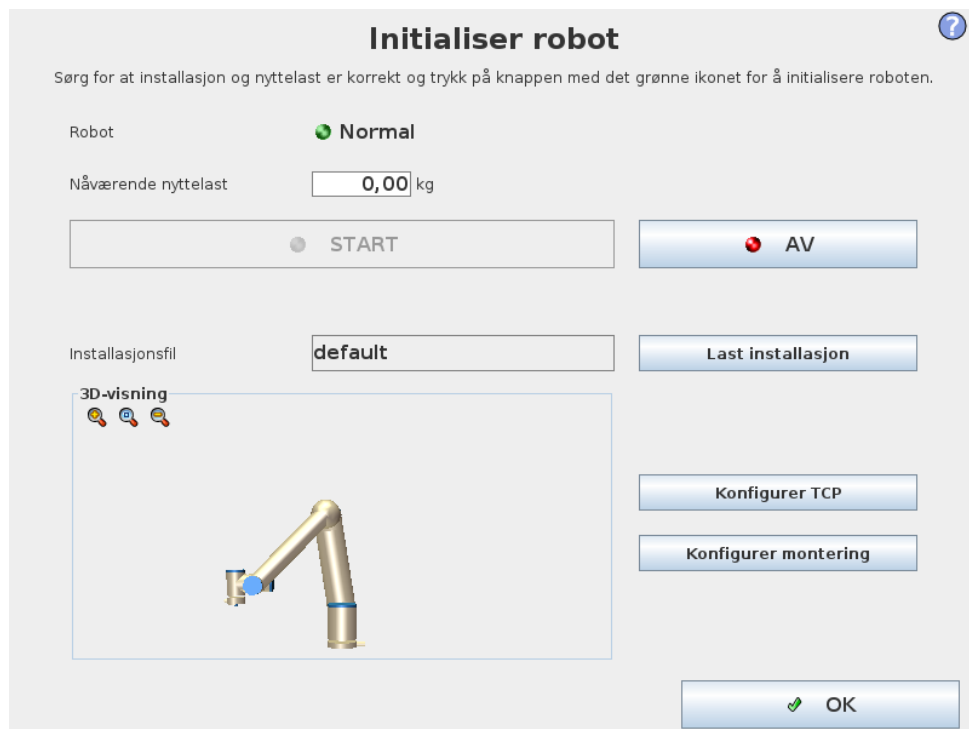 Initialiser robot
?
Sørg for at installasjon og nyttelast er korrekt og trykk på knappen med det grønne ikonet for å initialisere roboten.
Robot
Normal
Nåværende nyttelast
0,00 kg
START
AV
Installasjonsfil
default
Last installasjon
3D-visning
Konfigurer TCP
Konfigurer montering
OK